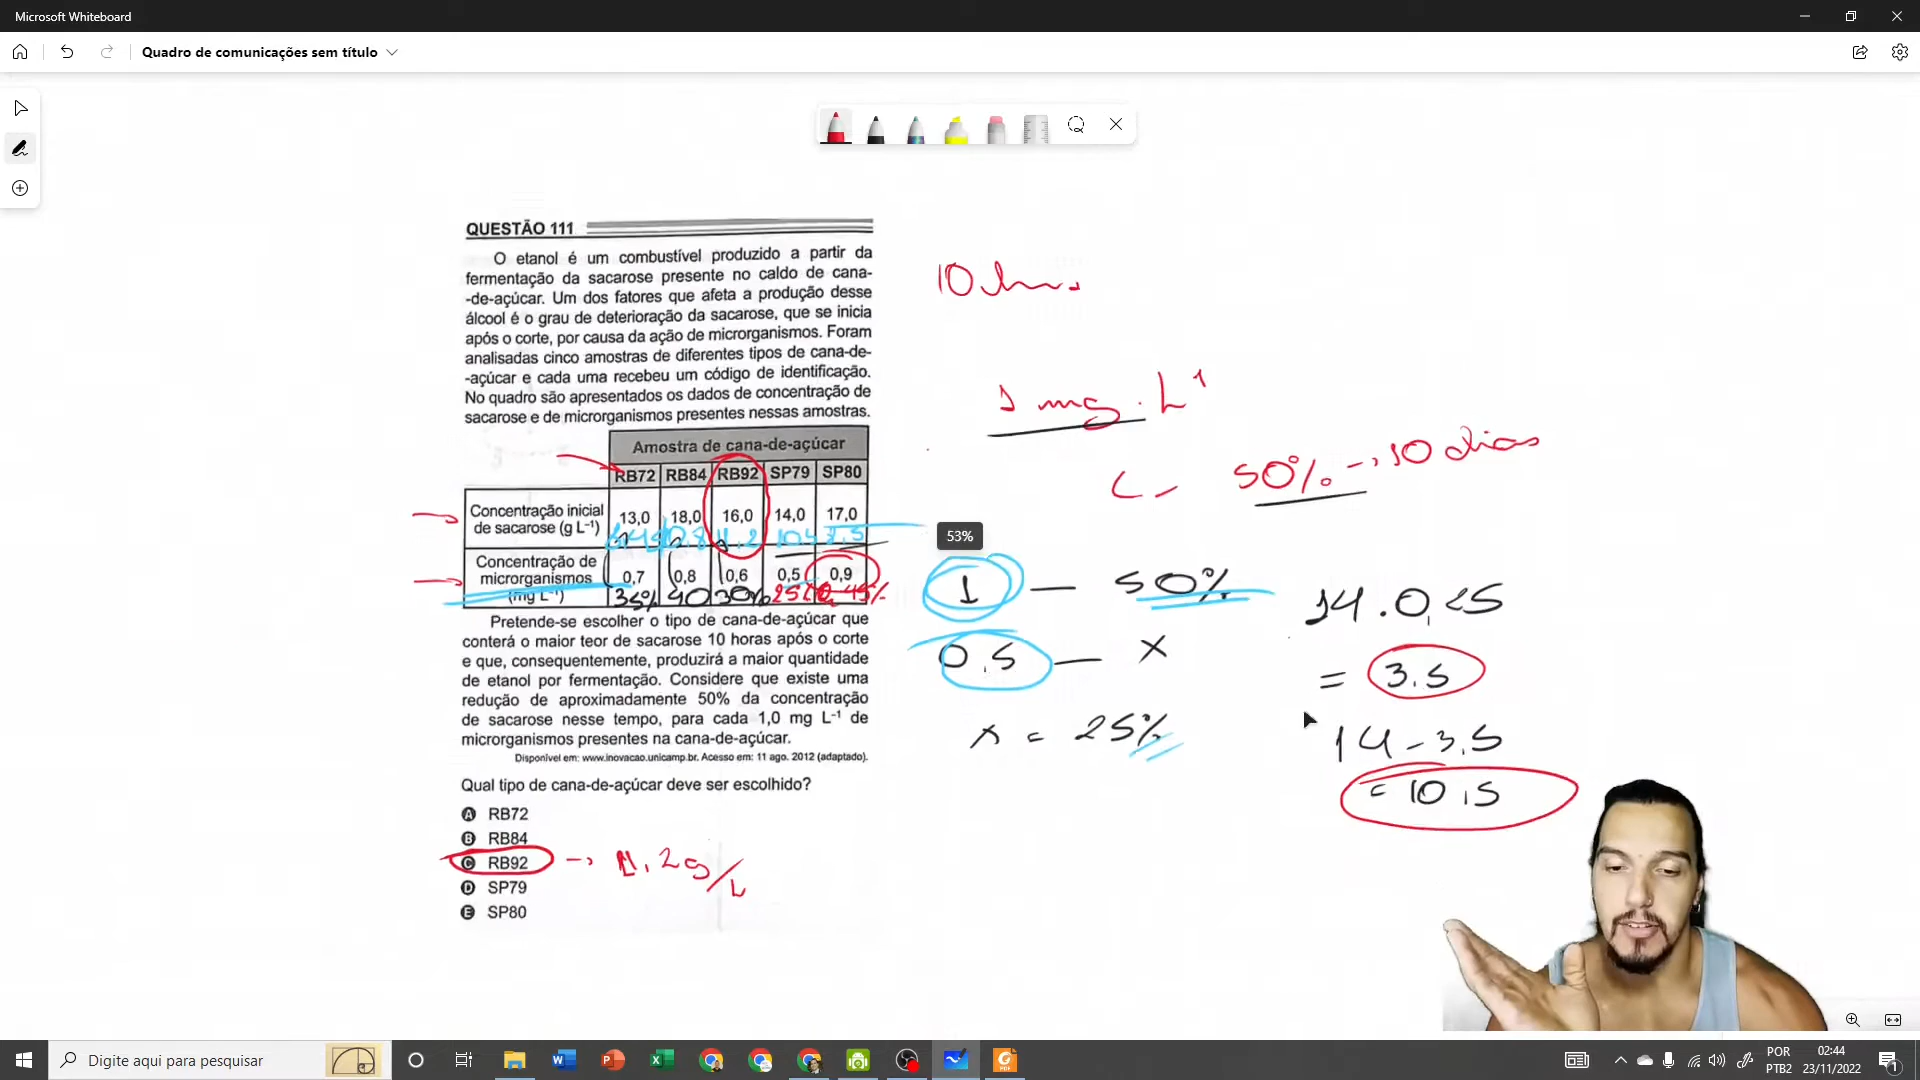 Microsoft Whiteboard
Quadro de comunicações sem título
QUESTÃO 111
O etanol é um combustível produzido a partir da
fermentação da sacarose presente no caldo de cana-
-de-açúcar. Um dos fatores que afeta a produção desse
álcool é o grau de deterioração da sacarose, que se inicia
após o corte, por causa da ação de microrganismos. Foram
analisadas cinco amostras de diferentes tipos de cana-de-
-açúcar e cada uma recebeu um código de identificação.
No quadro são apresentados os dados de concentração de
sacarose e de microrganismos presentes nessas amostras.
Amostra de cana-de-açúcar
RB72 RB84 RB92 SP79 SP80
Concentração inicial
de sacarose (g L⁻¹)
13,0 18,0 16,0 14,0 17,0
Concentração de
microrganismos
(mg L⁻¹)
0,7 0,8 0,6 0,5 0,9
35% 40 30% 25% 45%
Pretende-se escolher o tipo de cana-de-açúcar que
conterá o maior teor de sacarose 10 horas após o corte
e que, consequentemente, produzirá a maior quantidade
de etanol por fermentação. Considere que existe uma
redução de aproximadamente 50% da concentração
de sacarose nesse tempo, para cada 1,0 mg L⁻¹ de
microrganismos presentes na cana-de-açúcar.
Disponível em: www.inovacao.unicamp.br. Acesso em: 11 ago. 2012 (adaptado).
Qual tipo de cana-de-açúcar deve ser escolhido?
A RB72
B RB84
C RB92 → 11,2g/L
D SP79
E SP80
1 mg . L⁻¹
50% → 10 dias
53%
1 — 50%
0,5 — x
x = 25%
14.0,25
= 3.5
14 - 3.5
= 10,5
Digite aqui para pesquisar
POR
PTB2
02:44
23/11/2022
1